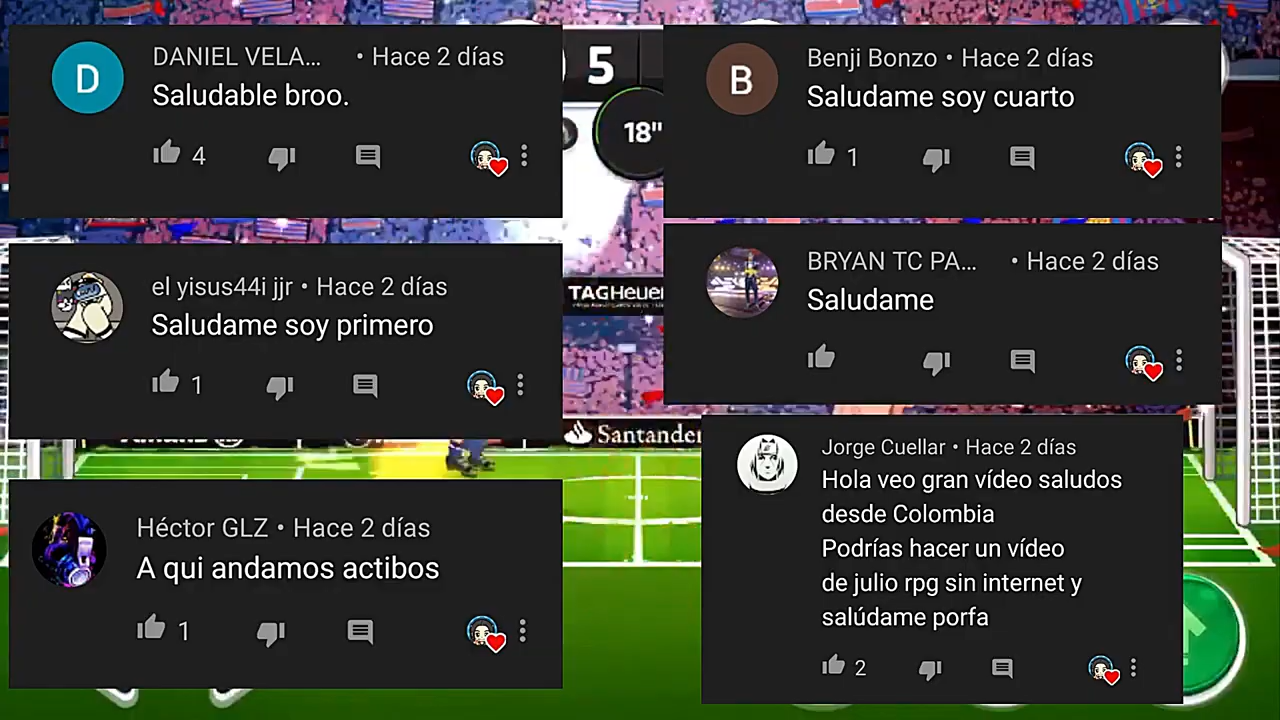 DANIEL VELA... • Hace 2 días
Saludable broo.
4
el yisus44i jjr • Hace 2 días
Saludame soy primero
1
Héctor GLZ • Hace 2 días
A qui andamos actibos
1
5
18"
TAGHeuer
Santander
Benji Bonzo • Hace 2 días
Saludame soy cuarto
1
BRYAN TC PA... • Hace 2 días
Saludame
Jorge Cuellar • Hace 2 días
Hola veo gran vídeo saludos
desde Colombia
Podrías hacer un vídeo
de julio rpg sin internet y
salúdame porfa
2
D
B